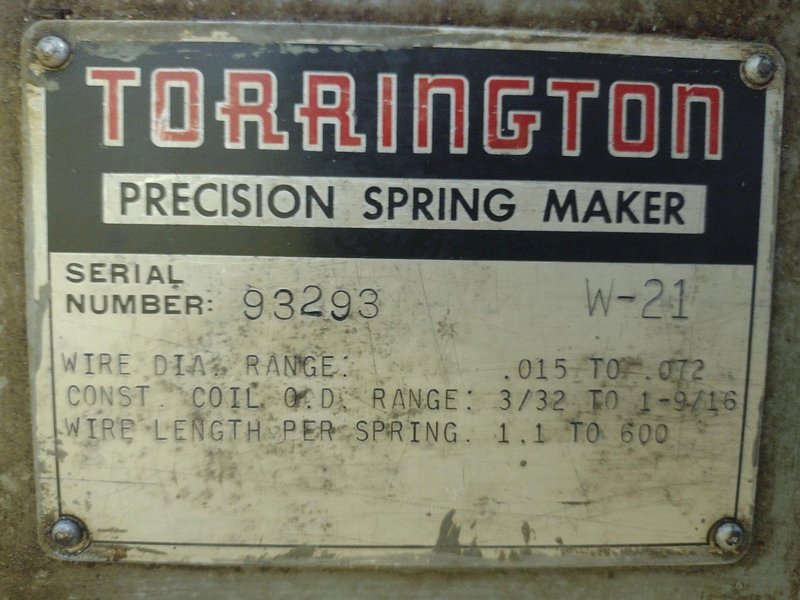 TORRINGTON
PRECISION SPRING MAKER
SERIAL
NUMBER: 93293 W-21
WIRE DIA. RANGE: .015 TO .072
CONST. COIL O.D. RANGE: 3/32 TO 1-9/16
WIRE LENGTH PER SPRING. 1.1 TO 600